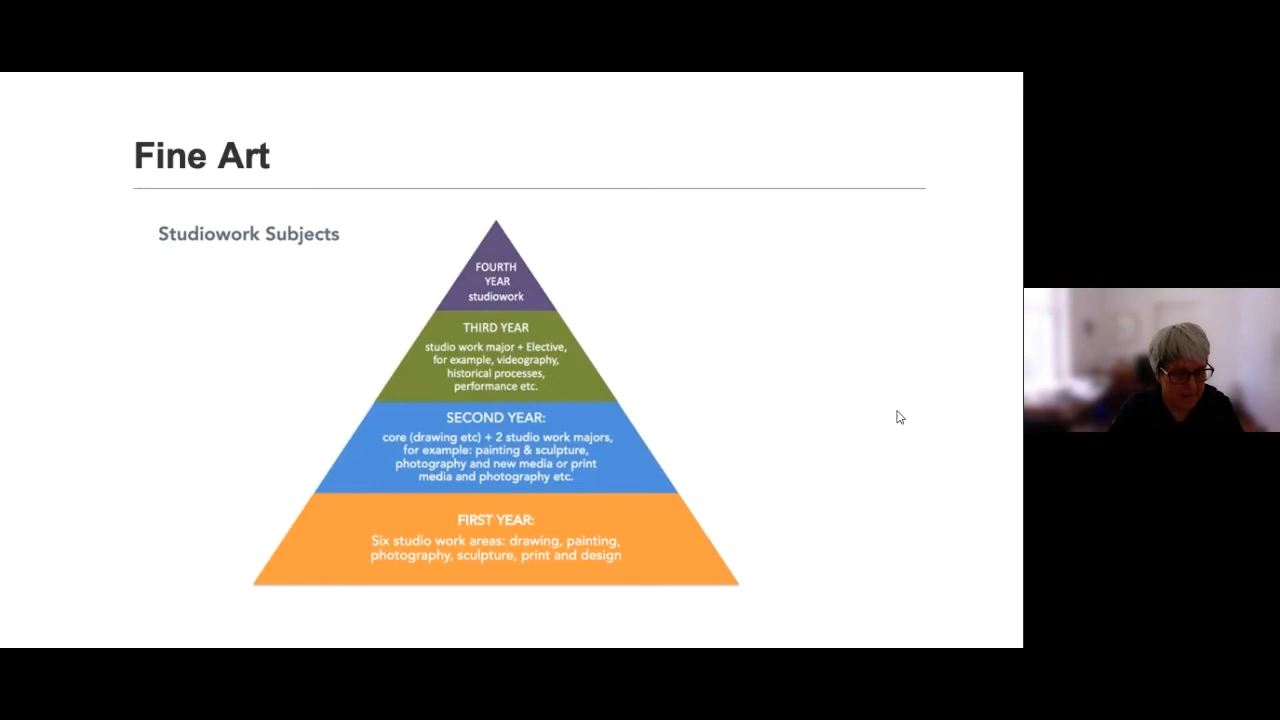 Fine Art
Studiowork Subjects
FOURTH
YEAR
studiowork
THIRD YEAR
studio work major + Elective,
for example, videography,
historical processes,
performance etc.
SECOND YEAR:
core (drawing etc) + 2 studio work majors,
for example: painting & sculpture,
photography and new media or print
media and photography etc.
FIRST YEAR:
Six studio work areas: drawing, painting,
photography, sculpture, print and design